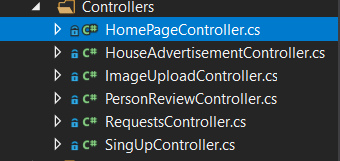 Controllers
C# HomePageController.cs
C# HouseAdvertisementController.cs
C# ImageUploadController.cs
C# PersonReviewController.cs
C# RequestsController.cs
C# SingUpController.cs